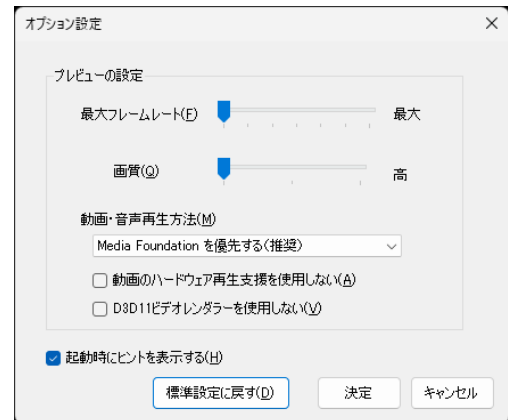 オプション設定
プレビューの設定
最大フレームレート(F) 最大
画質(Q) 高
動画・音声再生方法(M)
Media Foundation を優先する(推奨)
動画のハードウェア再生支援を使用しない(A)
D3D11ビデオレンダラーを使用しない(V)
起動時にヒントを表示する(H)
標準設定に戻す(D) 決定 キャンセル